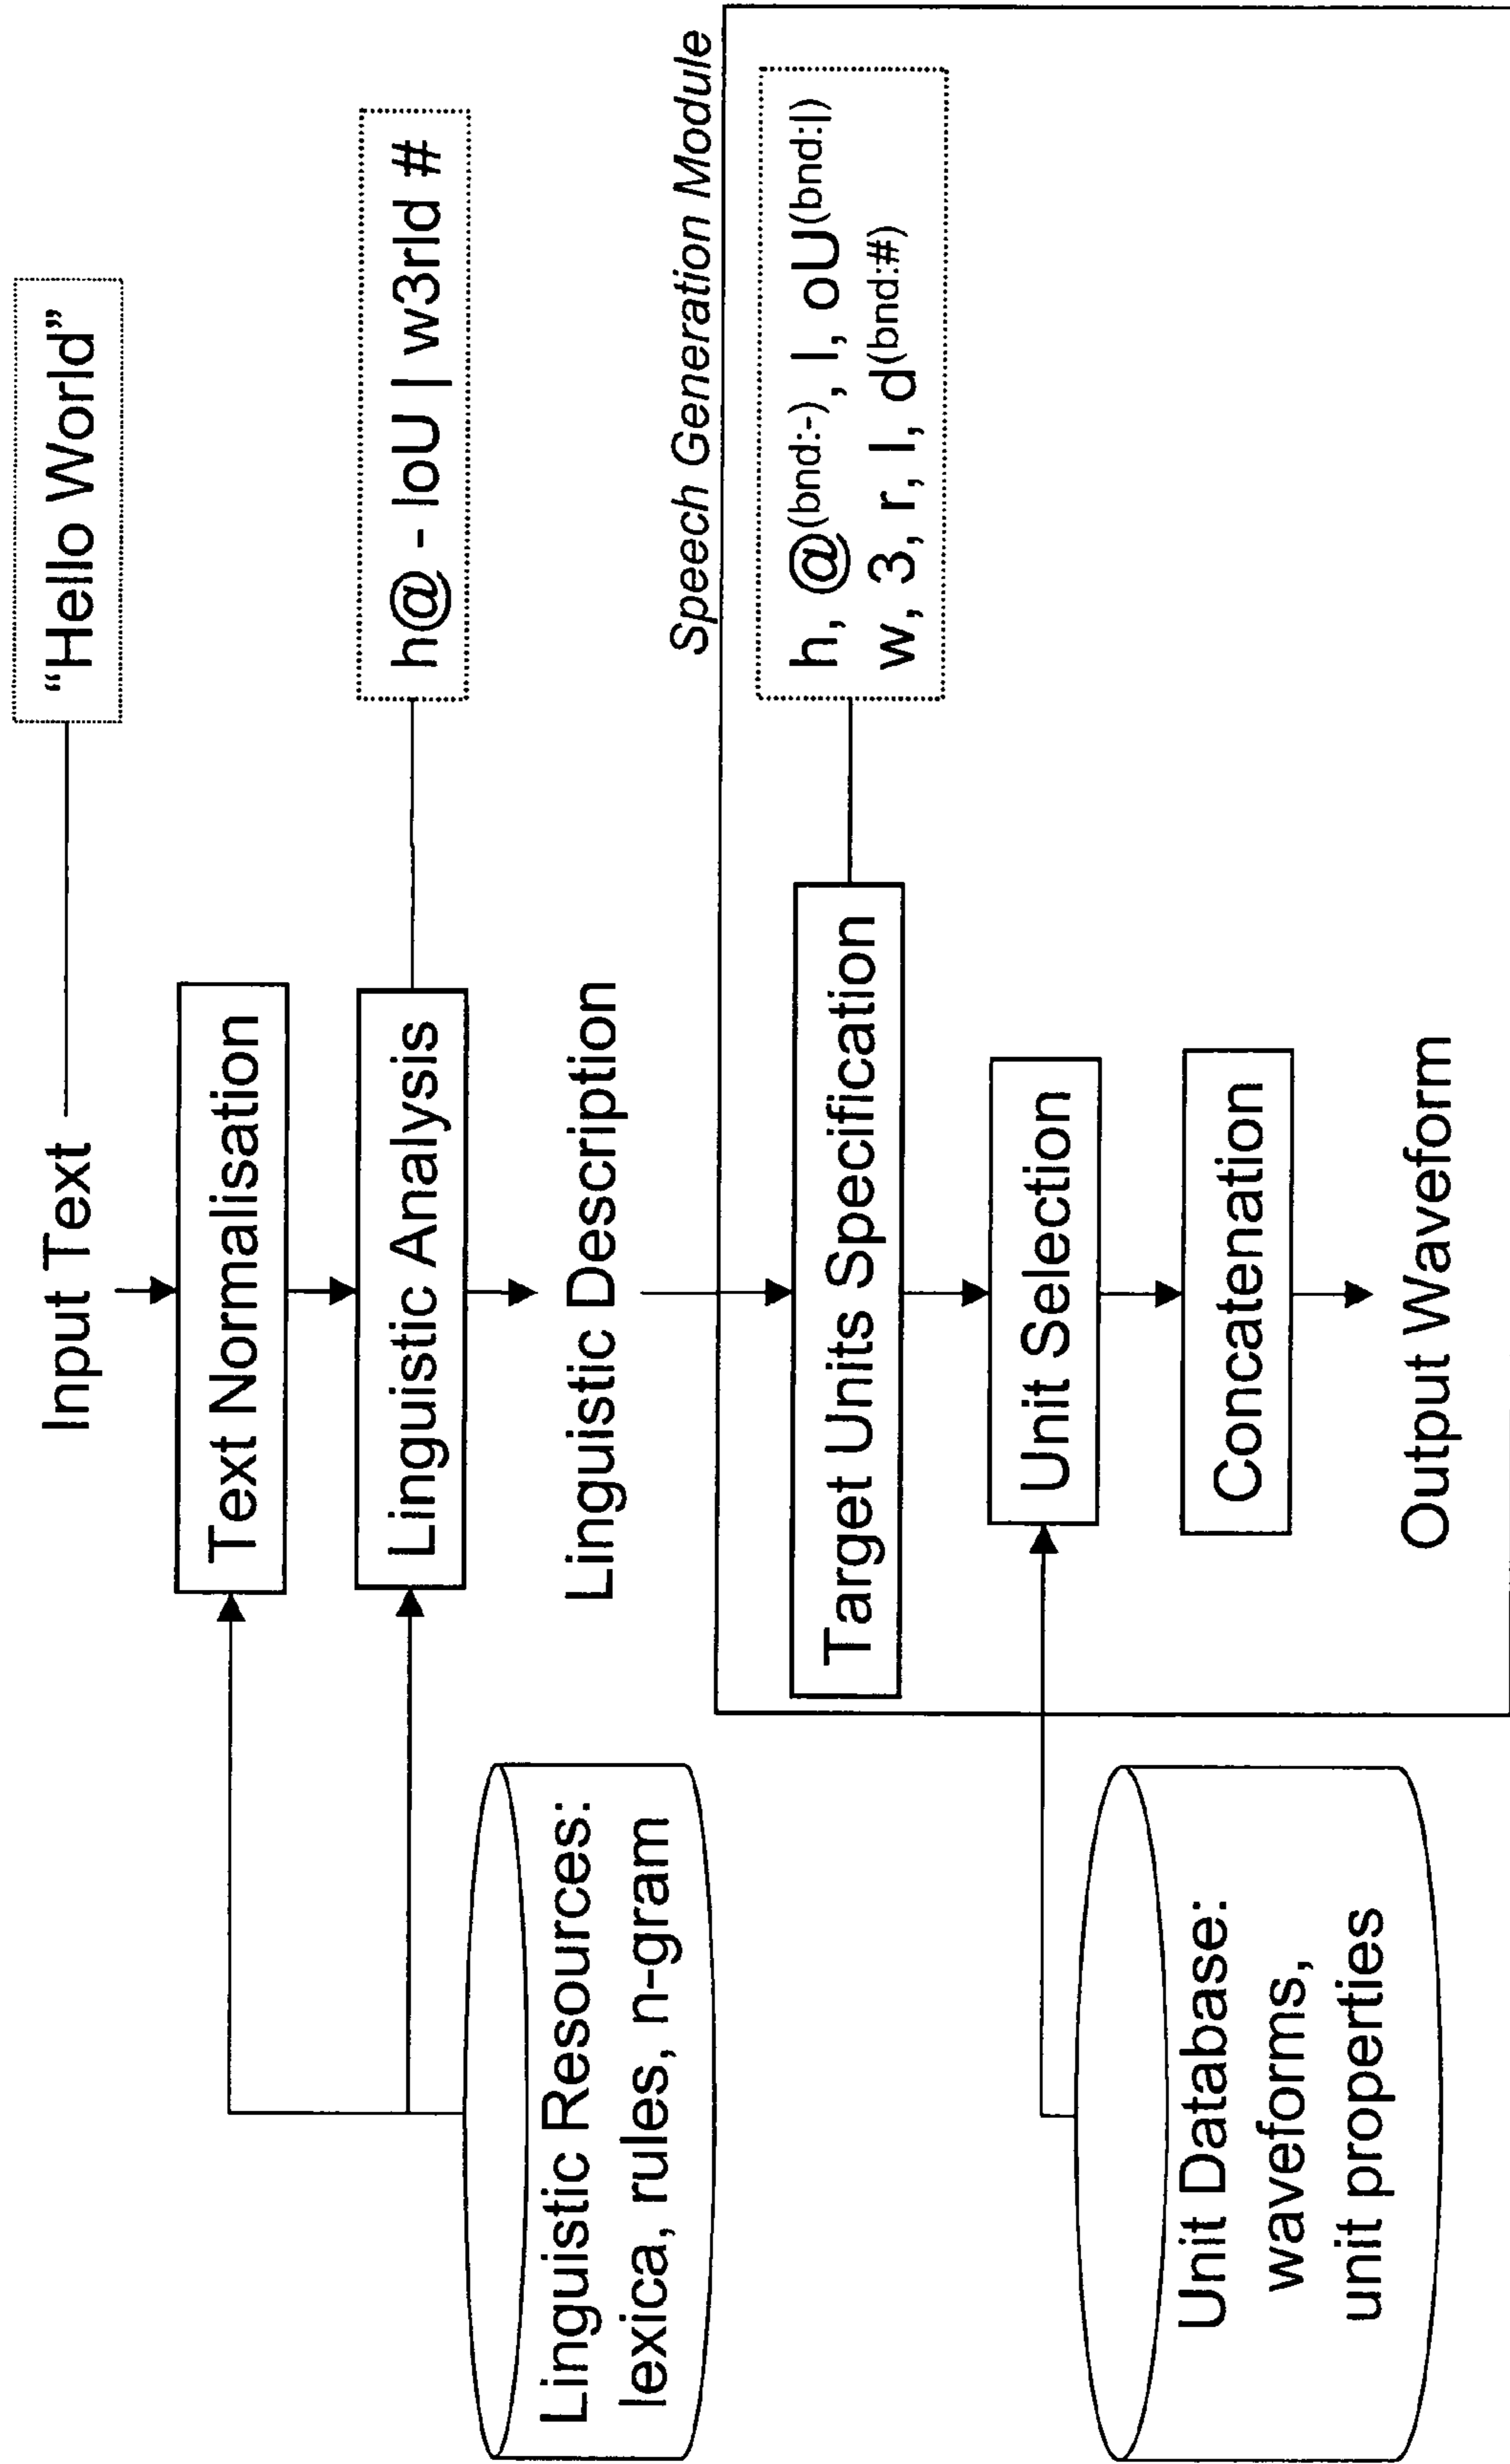 Input Text
“Hello World”
Text Normalisation
Linguistic Analysis
h@ - loU | w3rld #
Linguistic Resources:
lexica, rules, n-gram
Linguistic Description
Speech Generation Module
Target Units Specification
h, @(bnd:-), l, oU(bnd:|)
w, 3, r, l, d(bnd:#)
Unit Selection
Unit Database:
waveforms,
unit properties
Concatenation
Output Waveform